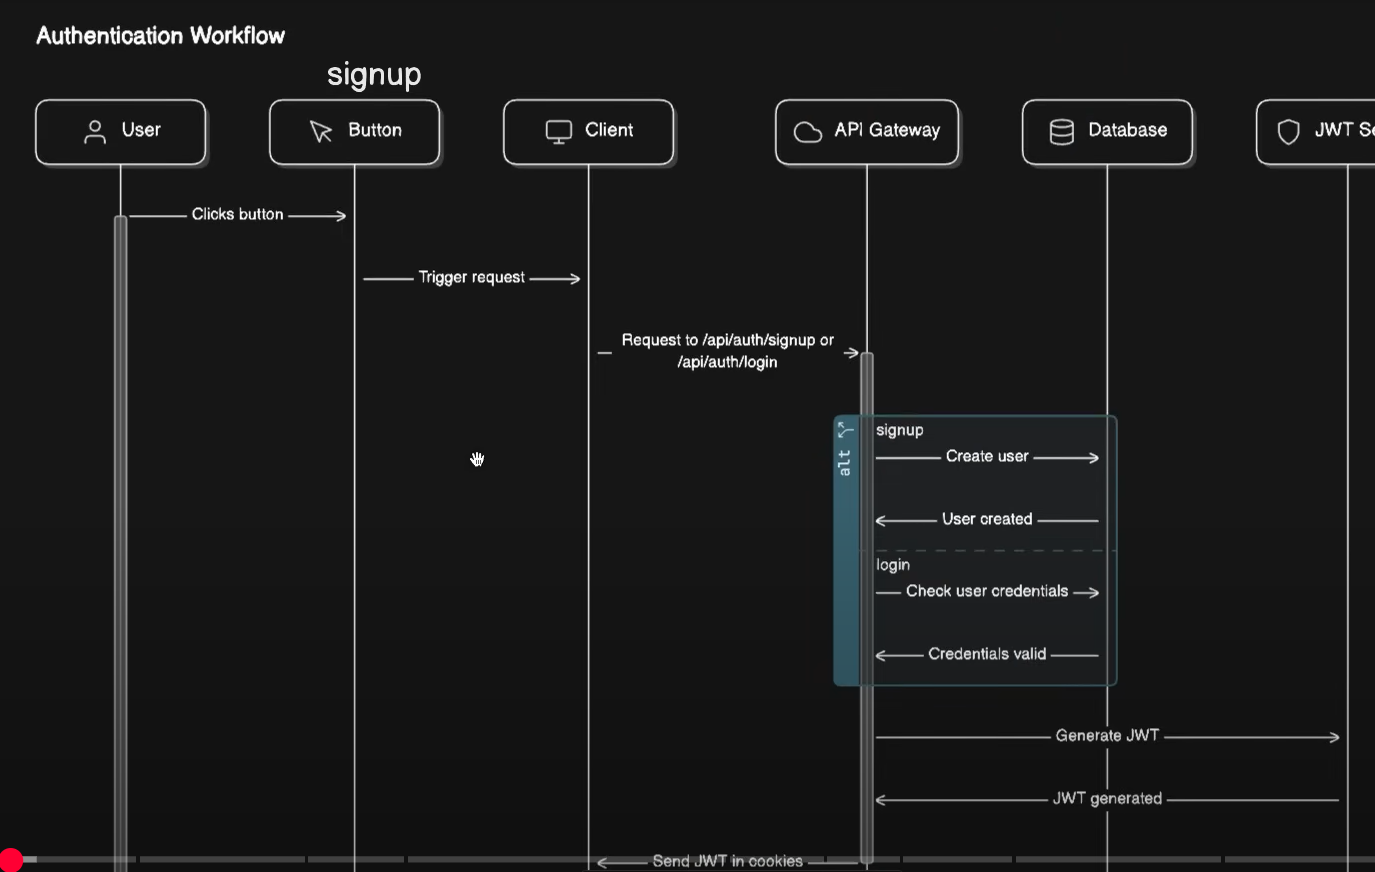 Authentication Workflow
signup
User
Button
Client
API Gateway
Database
JWT Se
Clicks button
Trigger request
Request to /api/auth/signup or
/api/auth/login
alt
signup
Create user
User created
login
Check user credentials
Credentials valid
Generate JWT
JWT generated
Send JWT in cookies